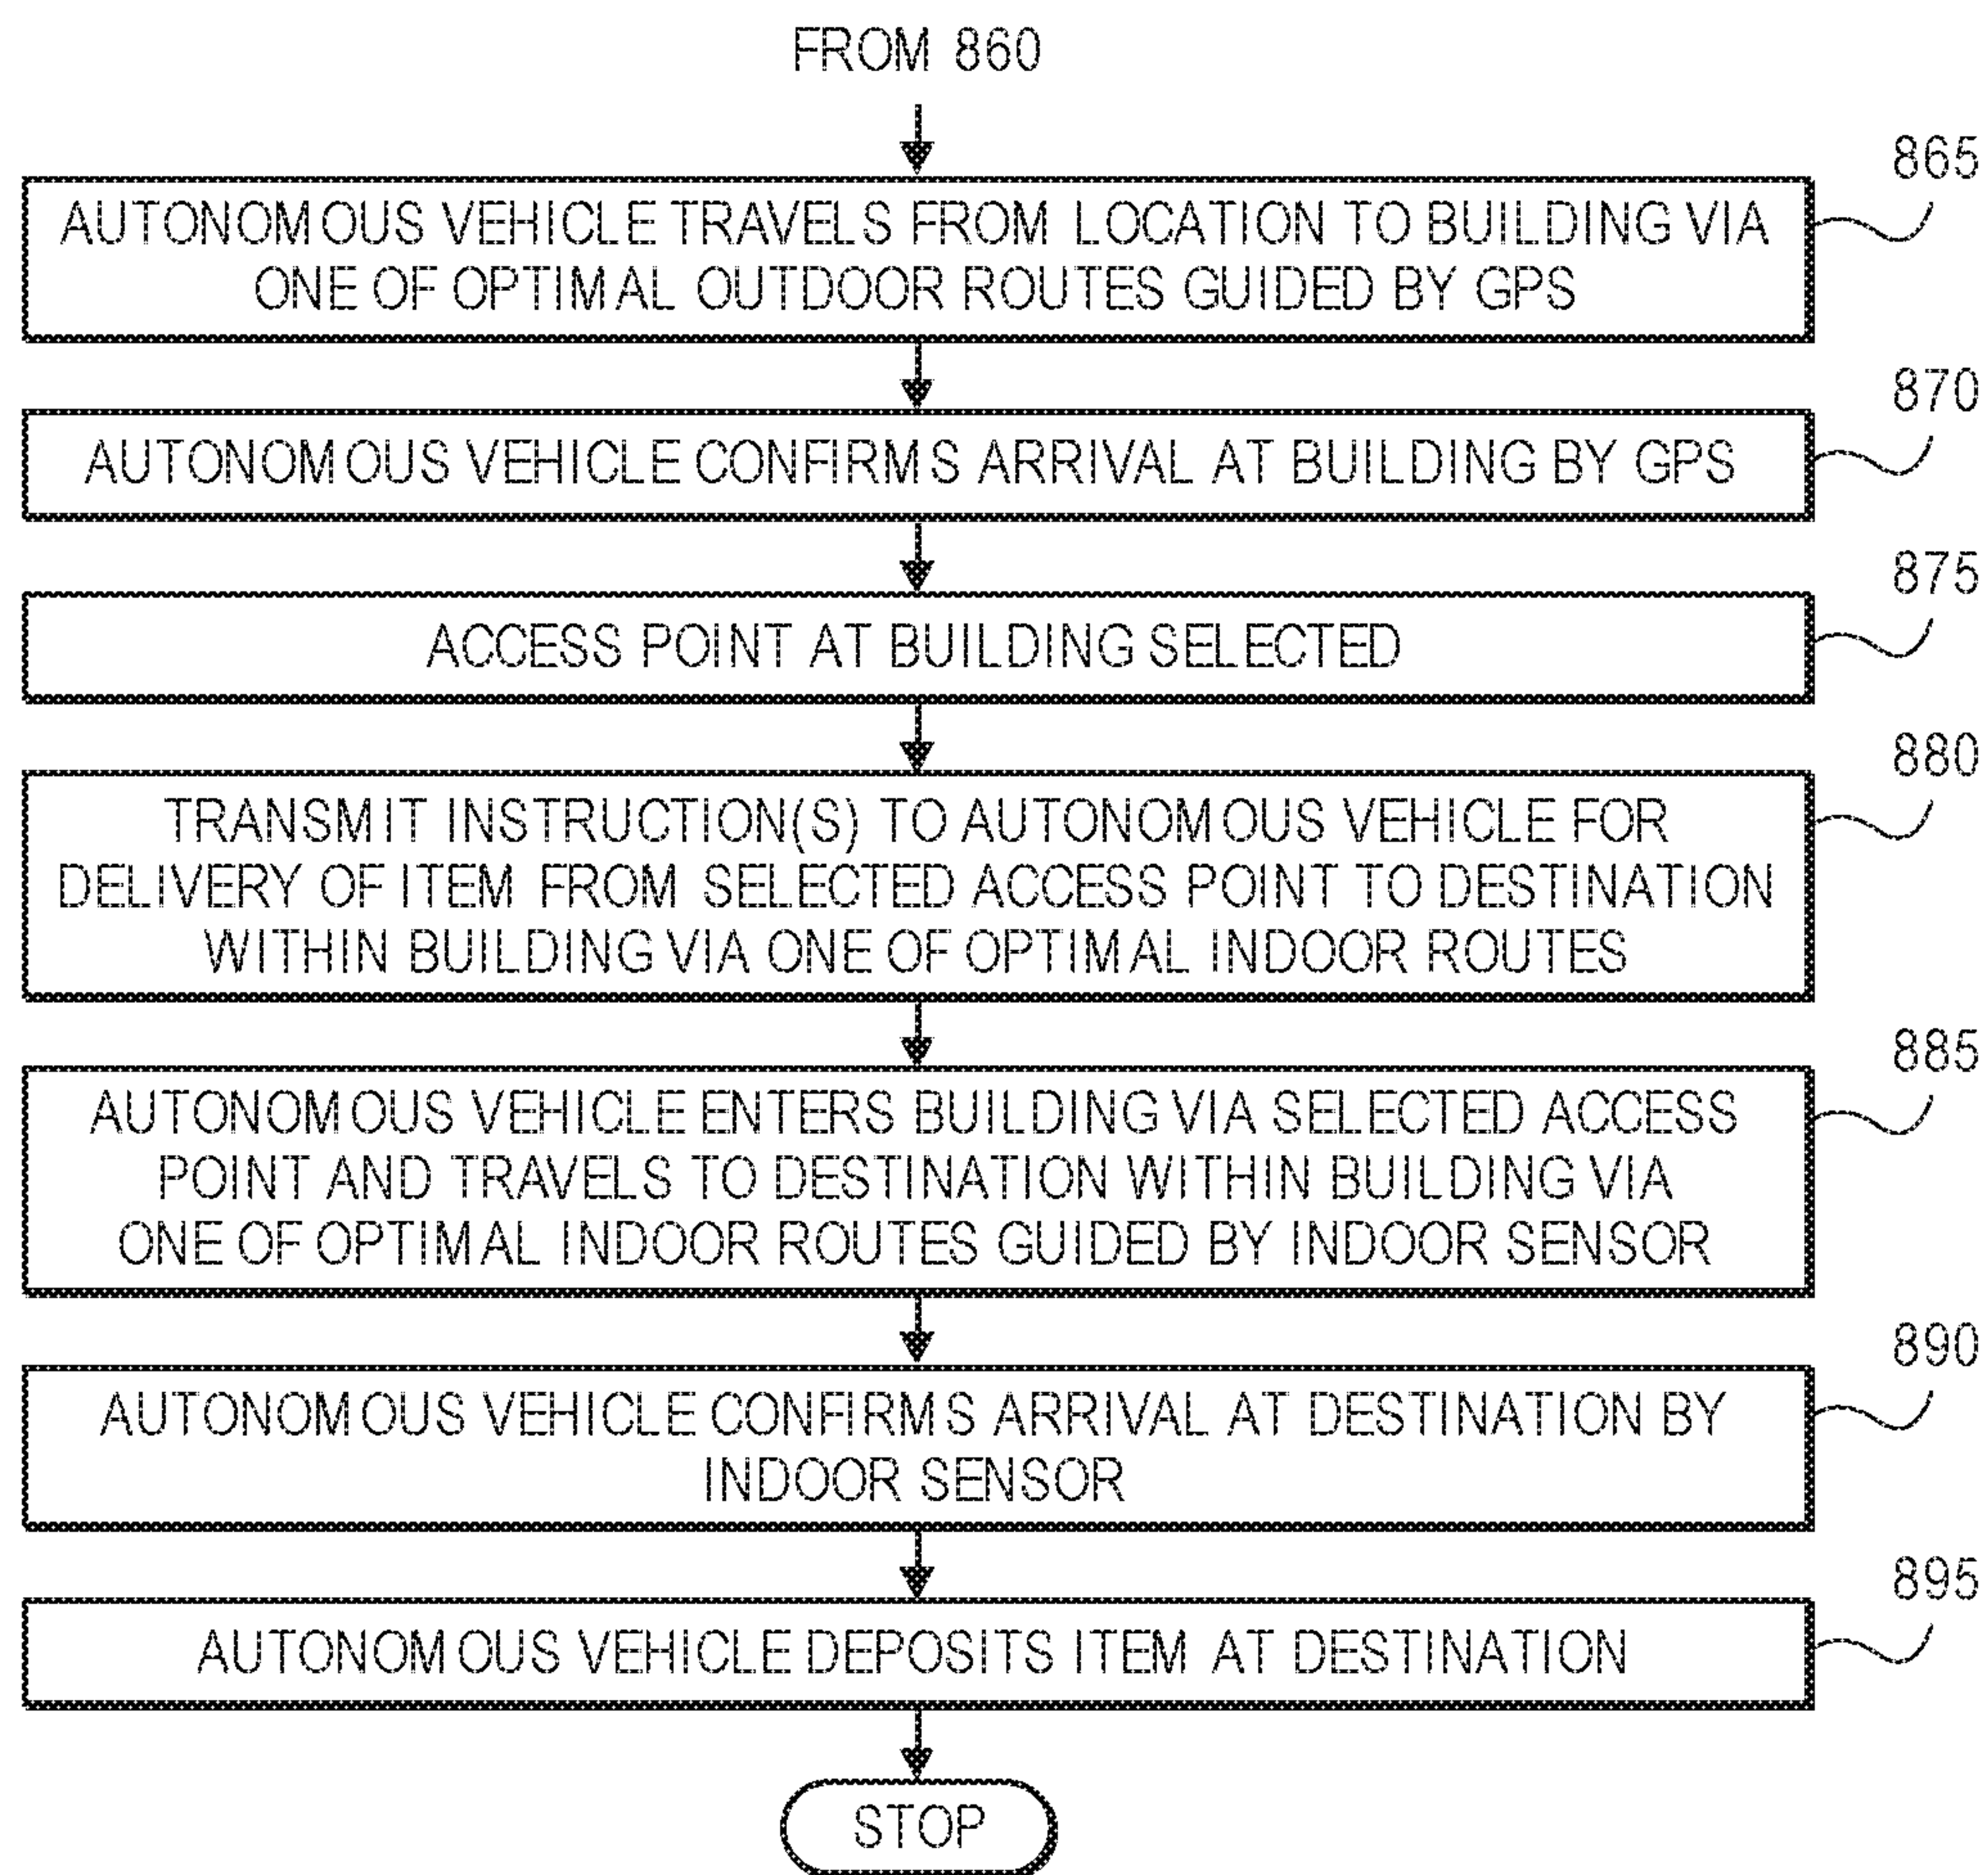 FROM 860
865
AUTONOMOUS VEHICLE TRAVELS FROM LOCATION TO BUILDING VIA
ONE OF OPTIMAL OUTDOOR ROUTES GUIDED BY GPS
870
AUTONOMOUS VEHICLE CONFIRMS ARRIVAL AT BUILDING BY GPS
875
ACCESS POINT AT BUILDING SELECTED
880
TRANSMIT INSTRUCTION(S) TO AUTONOMOUS VEHICLE FOR
DELIVERY OF ITEM FROM SELECTED ACCESS POINT TO DESTINATION
WITHIN BUILDING VIA ONE OF OPTIMAL INDOOR ROUTES
885
AUTONOMOUS VEHICLE ENTERS BUILDING VIA SELECTED ACCESS
POINT AND TRAVELS TO DESTINATION WITHIN BUILDING VIA
ONE OF OPTIMAL INDOOR ROUTES GUIDED BY INDOOR SENSOR
890
AUTONOMOUS VEHICLE CONFIRMS ARRIVAL AT DESTINATION BY
INDOOR SENSOR
895
AUTONOMOUS VEHICLE DEPOSITS ITEM AT DESTINATION
STOP